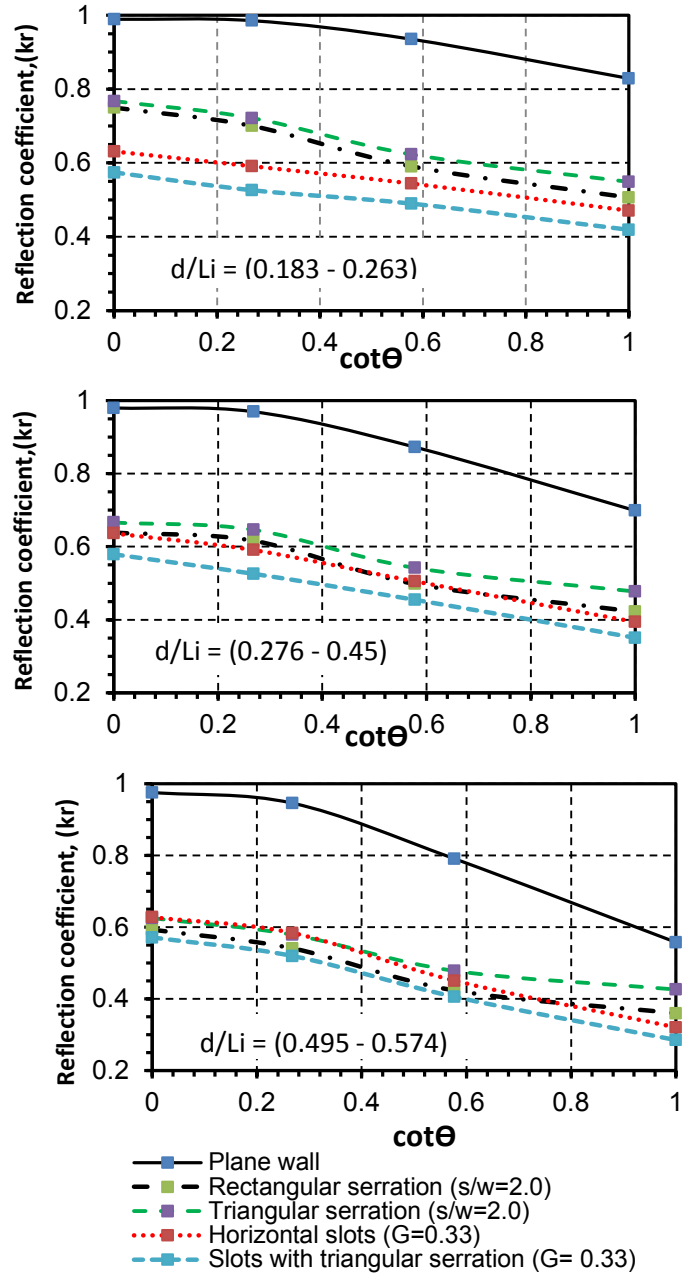 Reflection coefficient,(kr)
1
0.8
0.6
0.4
0.2
d/Li = (0.183 - 0.263)
0 0.2 0.4 0.6 0.8 1
cotӨ
Reflection coefficient,(kr)
1
0.8
0.6
0.4
0.2
d/Li = (0.276 - 0.45)
0 0.2 0.4 0.6 0.8 1
cotӨ
Reflection coefficient, (kr)
1
0.8
0.6
0.4
0.2
d/Li = (0.495 - 0.574)
0 0.2 0.4 0.6 0.8 1
cotӨ
Plane wall
Rectangular serration (s/w=2.0)
Triangular serration (s/w=2.0)
Horizontal slots (G=0.33)
Slots with triangular serration (G= 0.33)